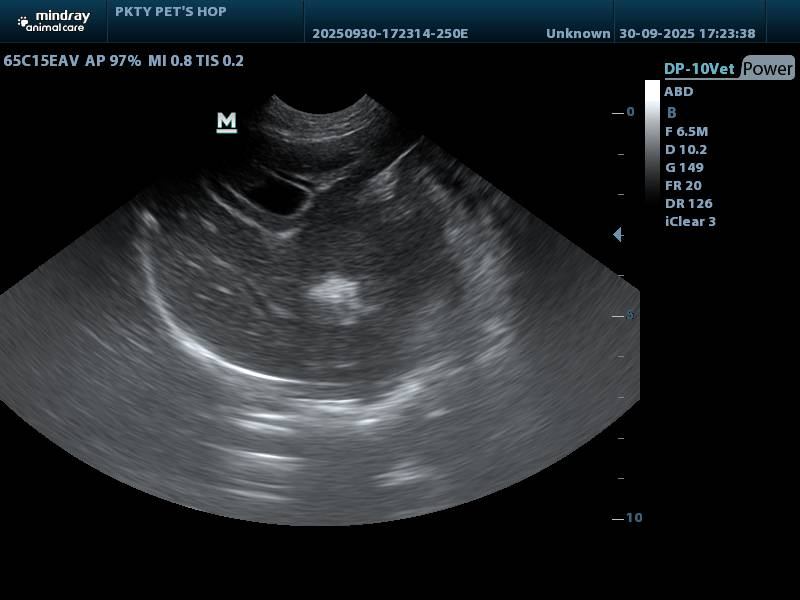 mindray
animal care
PKTY PET'S HOP
20250930-172314-250E
Unknown
30-09-2025 17:23:38
65C15EAV AP 97% MI 0.8 TIS 0.2
DP-10Vet
Power
M
ABD
B
F 6.5M
D 10.2
G 149
FR 20
DR 126
iClear 3
0
5
10